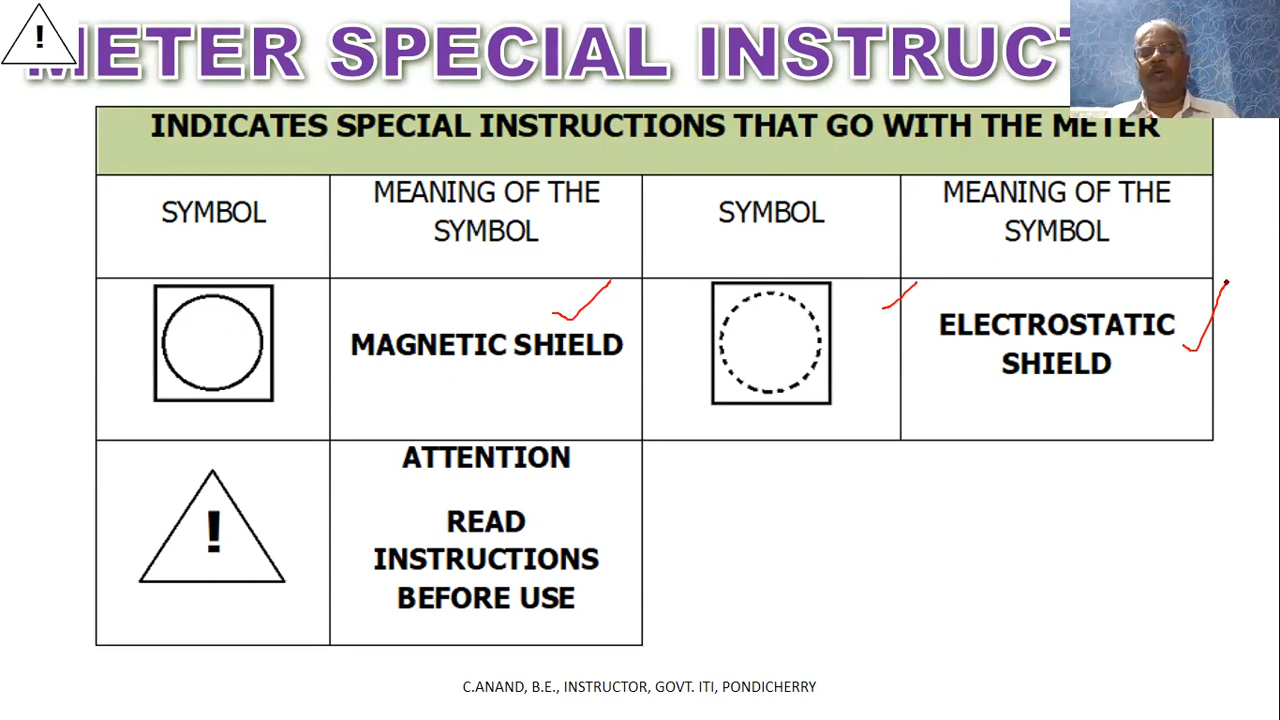 !
METER SPECIAL INSTRUCT
INDICATES SPECIAL INSTRUCTIONS THAT GO WITH THE METER
SYMBOL
MEANING OF THE
SYMBOL
SYMBOL
MEANING OF THE
SYMBOL
MAGNETIC SHIELD
ELECTROSTATIC
SHIELD
!
ATTENTION
READ
INSTRUCTIONS
BEFORE USE
C.ANAND, B.E., INSTRUCTOR, GOVT. ITI, PONDICHERRY